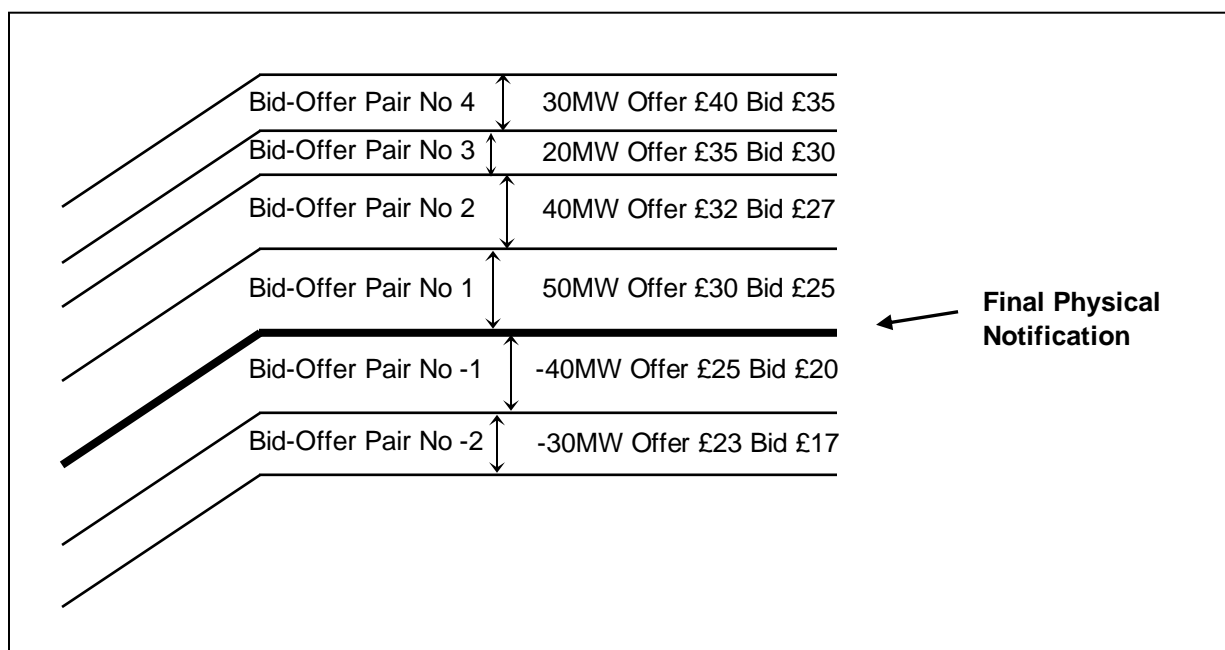 Bid-Offer Pair No 4 30MW Offer £40 Bid £35
Bid-Offer Pair No 3 20MW Offer £35 Bid £30
Bid-Offer Pair No 2 40MW Offer £32 Bid £27
Bid-Offer Pair No 1 50MW Offer £30 Bid £25
Final Physical
Notification
Bid-Offer Pair No -1 -40MW Offer £25 Bid £20
Bid-Offer Pair No -2 -30MW Offer £23 Bid £17